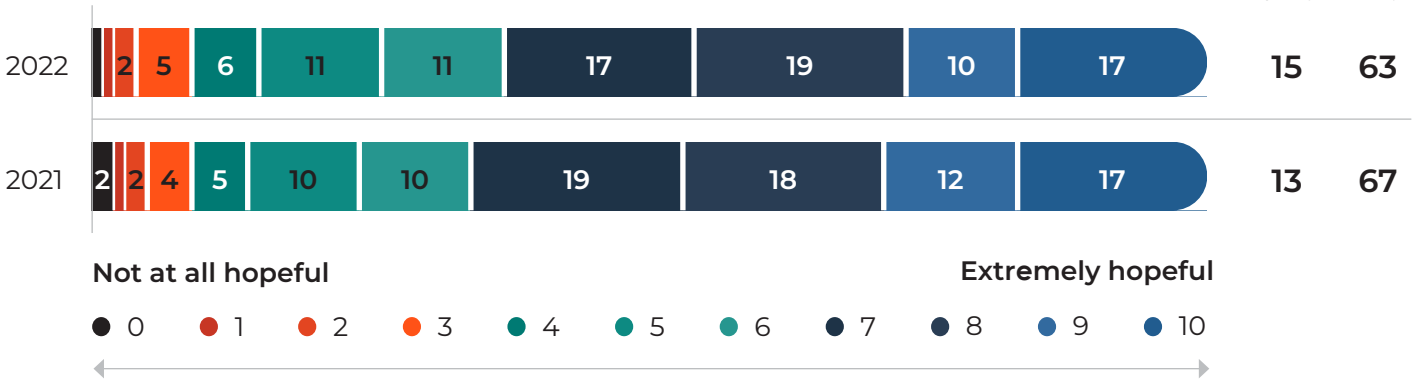 2022 2 5 6 11 11 17 19 10 17 15 63
2021 2 2 4 5 10 10 19 18 12 17 13 67
Not at all hopeful Extremely hopeful
0 1 2 3 4 5 6 7 8 9 10